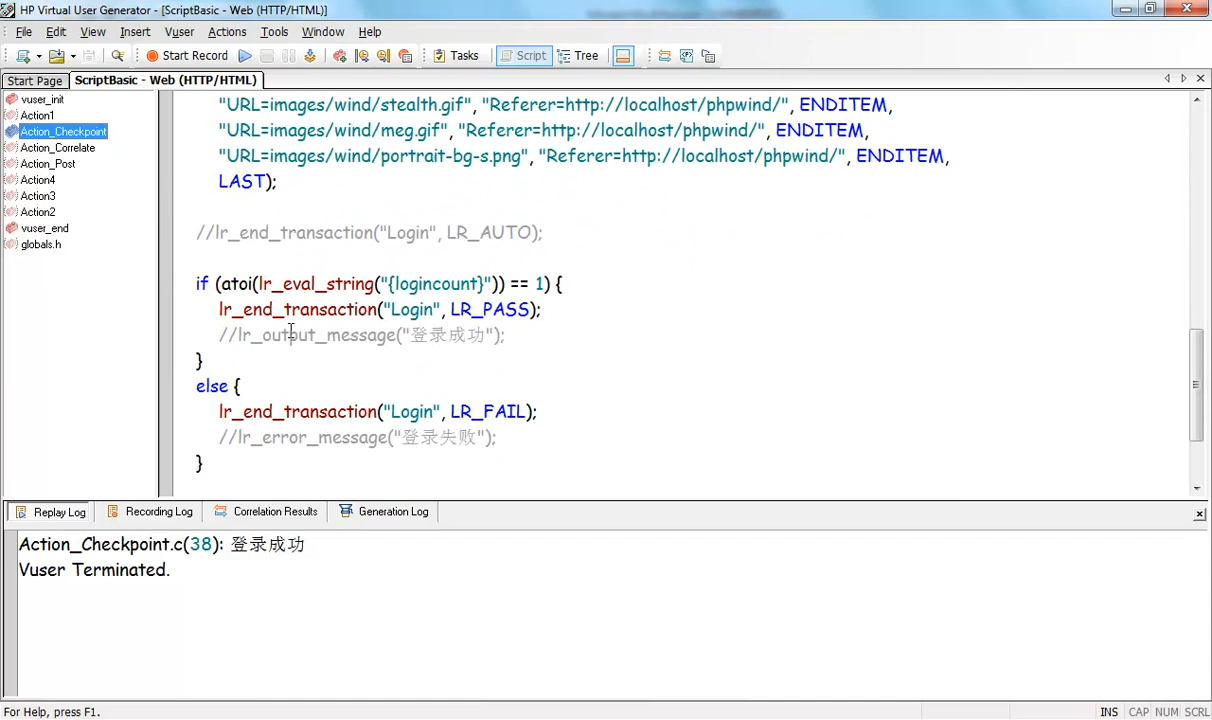 HP Virtual User Generator - [ScriptBasic - Web (HTTP/HTML)]
File Edit View Insert Vuser Actions Tools Window Help
Start Record Tasks Script Tree
Start Page ScriptBasic - Web (HTTP/HTML)
vuser_init
Action1
Action_Checkpoint
Action_Correlate
Action_Post
Action4
Action3
Action2
vuser_end
globals.h
"URL=images/wind/stealth.gif", "Referer=http://localhost/phpwind/", ENDITEM,
"URL=images/wind/meg.gif", "Referer=http://localhost/phpwind/", ENDITEM,
"URL=images/wind/portrait-bg-s.png", "Referer=http://localhost/phpwind/", ENDITEM,
LAST);
//lr_end_transaction("Login", LR_AUTO);
if (atoi(lr_eval_string("{logincount}")) == 1) {
lr_end_transaction("Login", LR_PASS);
//lr_output_message("登录成功");
}
else {
lr_end_transaction("Login", LR_FAIL);
//lr_error_message("登录失败");
}
Replay Log Recording Log Correlation Results Generation Log
Action_Checkpoint.c(38): 登录成功
Vuser Terminated.
For Help, press F1.
INS CAP NUM SCRL